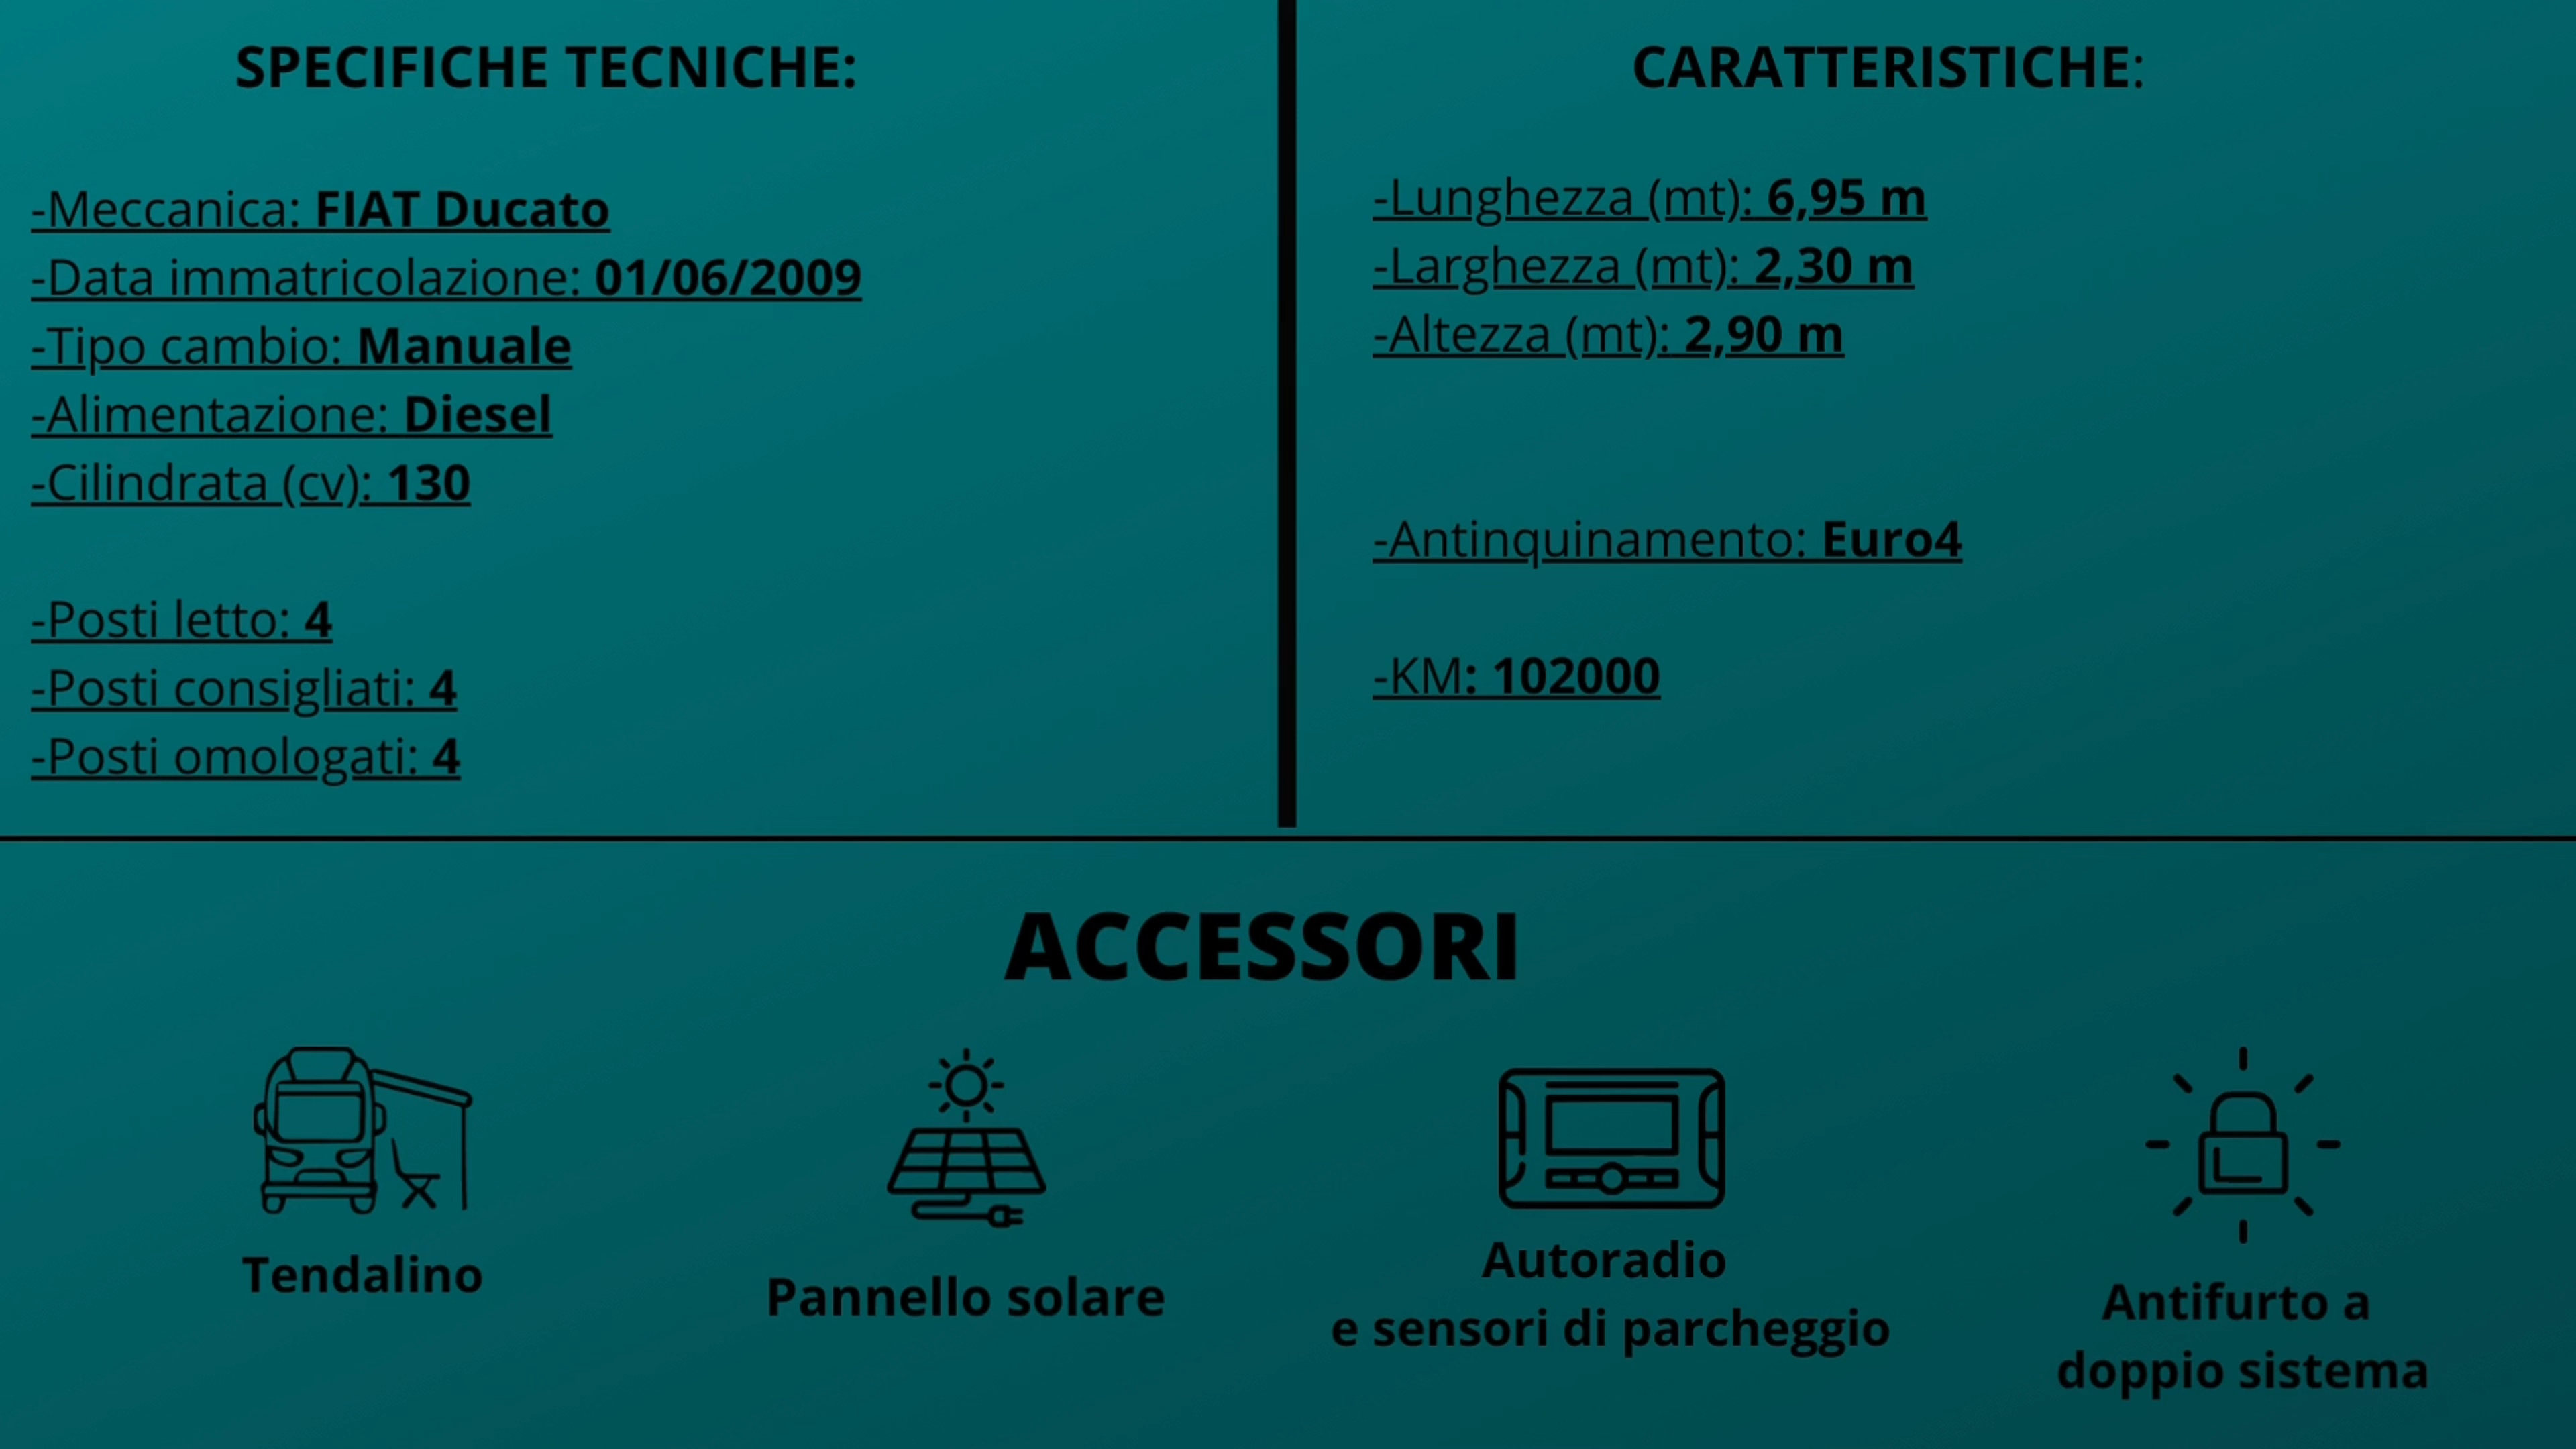 SPECIFICHE TECNICHE:
-Meccanica: FIAT Ducato
-Data immatricolazione: 01/06/2009
-Tipo cambio: Manuale
-Alimentazione: Diesel
-Cilindrata (cv): 130
-Posti letto: 4
-Posti consigliati: 4
-Posti omologati: 4
CARATTERISTICHE:
-Lunghezza (mt): 6,95 m
-Larghezza (mt): 2,30 m
-Altezza (mt): 2,90 m
-Antinquinamento: Euro4
-KM: 102000
ACCESSORI
Tendalino
Pannello solare
Autoradio
e sensori di parcheggio
Antifurto a
doppio sistema